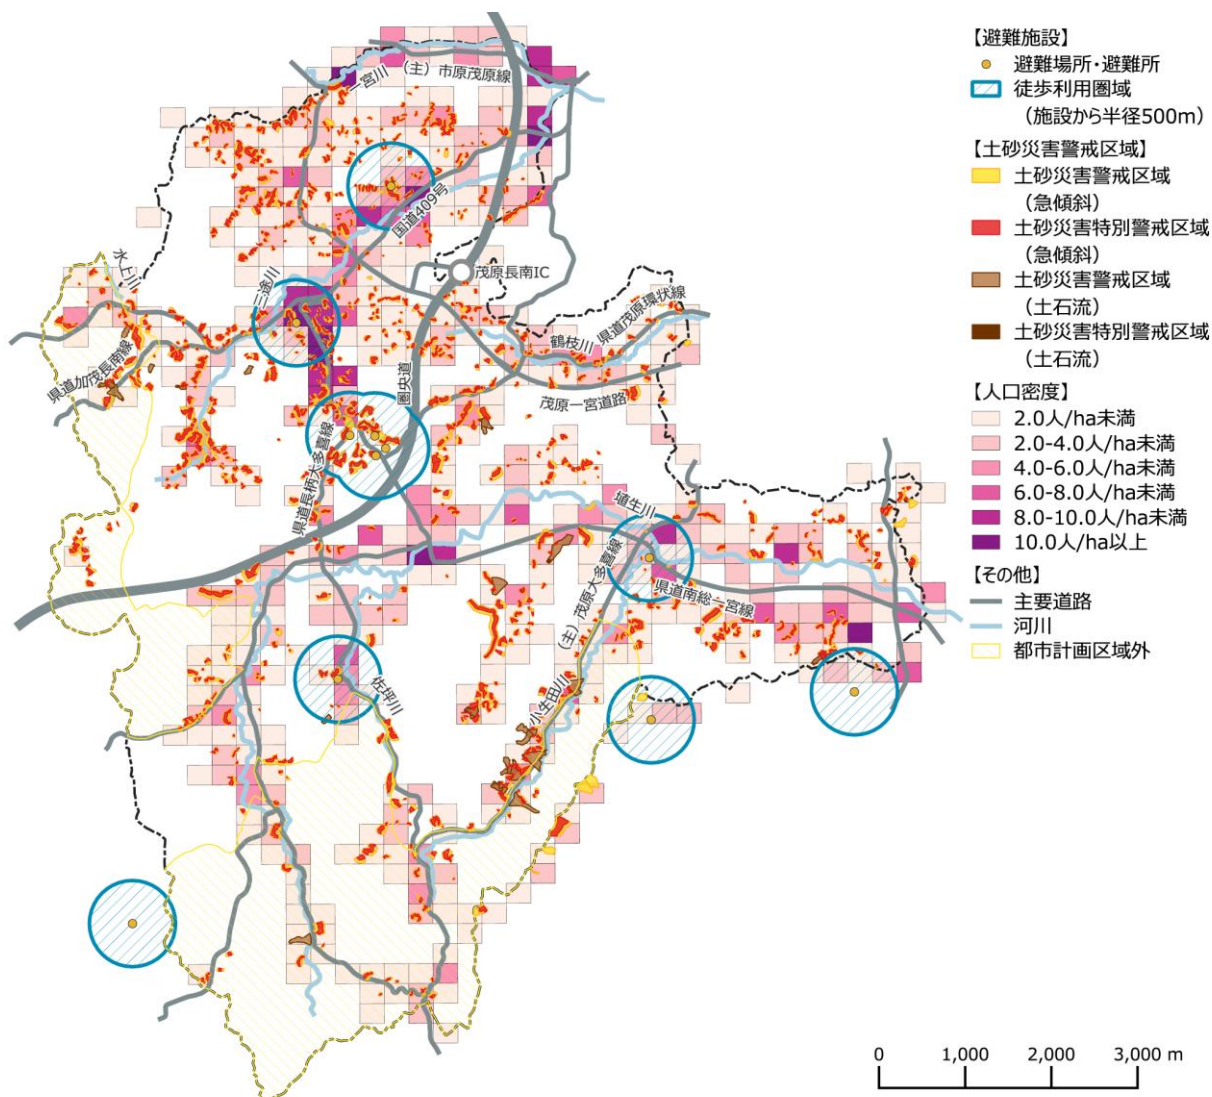 【避難施設】
避難場所・避難所
徒歩利用圏域
（施設から半径500m）
【土砂災害警戒区域】
土砂災害警戒区域
（急傾斜）
土砂災害特別警戒区域
（急傾斜）
土砂災害警戒区域
（土石流）
土砂災害特別警戒区域
（土石流）
【人口密度】
2.0人/ha未満
2.0-4.0人/ha未満
4.0-6.0人/ha未満
6.0-8.0人/ha未満
8.0-10.0人/ha未満
10.0人/ha以上
【その他】
主要道路
河川
都市計画区域外
一宮川
（主）市原茂原線
国道409号
水上川
三途川
茂原長南IC
県道茂原環状線
鶴枝川
県道加茂長南線
圏央道
茂原一宮道路
県道長柄大多喜線
埴生川
（主）茂原大多喜線
県道南総一宮線
佐坪川
小生田川
0 1,000 2,000 3,000 m